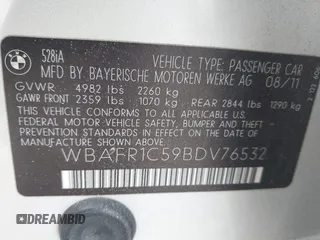 BMW
528iA
VEHICLE TYPE: PASSENGER CAR
MFD BY BAYERISCHE MOTOREN WERKE AG 08/11
GVWR 4982 lbs 2260 kg
GAWR FRONT 2359 lbs 1070 kg REAR 2844 lbs 1290 kg
THIS VEHICLE CONFORMS TO ALL APPLICABLE FEDERAL
MOTOR VEHICLE SAFETY, BUMPER, AND THEFT PREVENTION
STANDARDS IN EFFECT ON THE DATE OF MANUFACTURE SHOWN ABOVE
WBAFR1C59BDV76532
DIDAVEBID